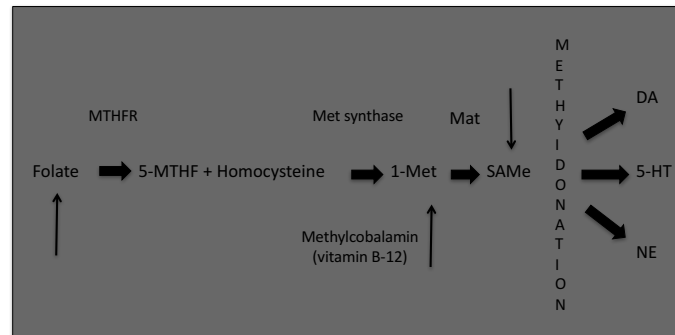 MTHFR
Met synthase
Mat
Folate
5-MTHF + Homocysteine
1-Met
SAMe
Methylcobalamin
(vitamin B-12)
M
E
T
H
Y
I
D
O
N
A
T
I
O
N
DA
5-HT
NE